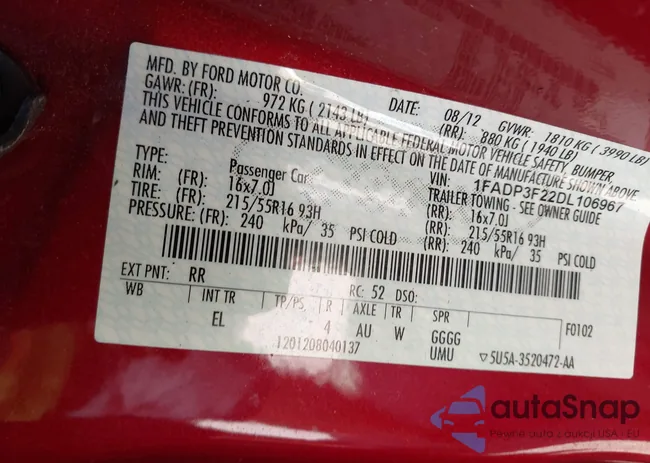 MFD. BY FORD MOTOR CO.
DATE: 08/12 GVWR: 1810 KG ( 3990 LB)
GAWR: (FR): 972 KG ( 2143 LB) (RR): 880 KG ( 1940 LB)
THIS VEHICLE CONFORMS TO ALL APPLICABLE FEDERAL MOTOR VEHICLE SAFETY, BUMPER
AND THEFT PREVENTION STANDARDS IN EFFECT ON THE DATE OF MANUFACTURE SHOWN ABOVE
VIN: 1FADP3F22DL106967
TYPE: Passenger Car TRAILER TOWING - SEE OWNER GUIDE
RIM: (FR): 16x7.0J (RR): 16x7.0J
TIRE: (FR): 215/55R16 93H (RR): 215/55R16 93H
PRESSURE: (FR): 240 kPa/ 35 PSI COLD (RR): 240 kPa/ 35 PSI COLD
EXT PNT: RR RC: 52 DSO: F0102
WB INT TR TP/PS R AXLE TR SPR
EL 4 AU W GGGG
1201208040137 UMU ▽5U5A-3520472-AA
autaSnap
Pewne auta z aukcji USA - EU